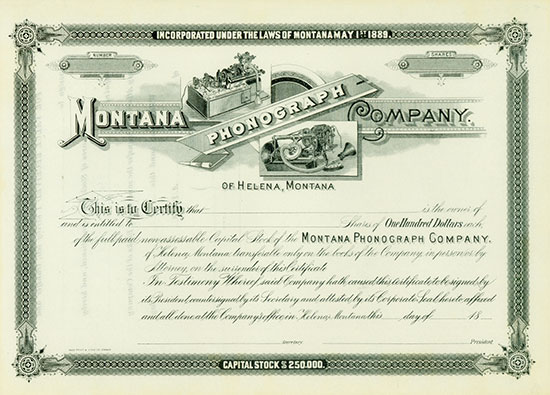 INCORPORATED UNDER THE LAWS OF MONTANA MAY 1ST 1889.
NUMBER
SHARES
MONTANA PHONOGRAPH COMPANY.
OF HELENA, MONTANA
This is to Certify that is the owner of
and is entitled to Shares of One Hundred Dollars each,
of the full paid, non-assessable Capital Stock of the MONTANA PHONOGRAPH COMPANY.
of Helena, Montana, transferable only on the books of the Company, in person or by
Attorney, on the surrender of this Certificate.
In Testimony Whereof, said Company hath caused this certificate to be signed by
its President, countersigned by its Secretary and attested by its Corporate Seal hereto affixed
and all done at the Company's office in Helena, Montana, this day of 18
Secretary President
CAPITAL STOCK $250,000.